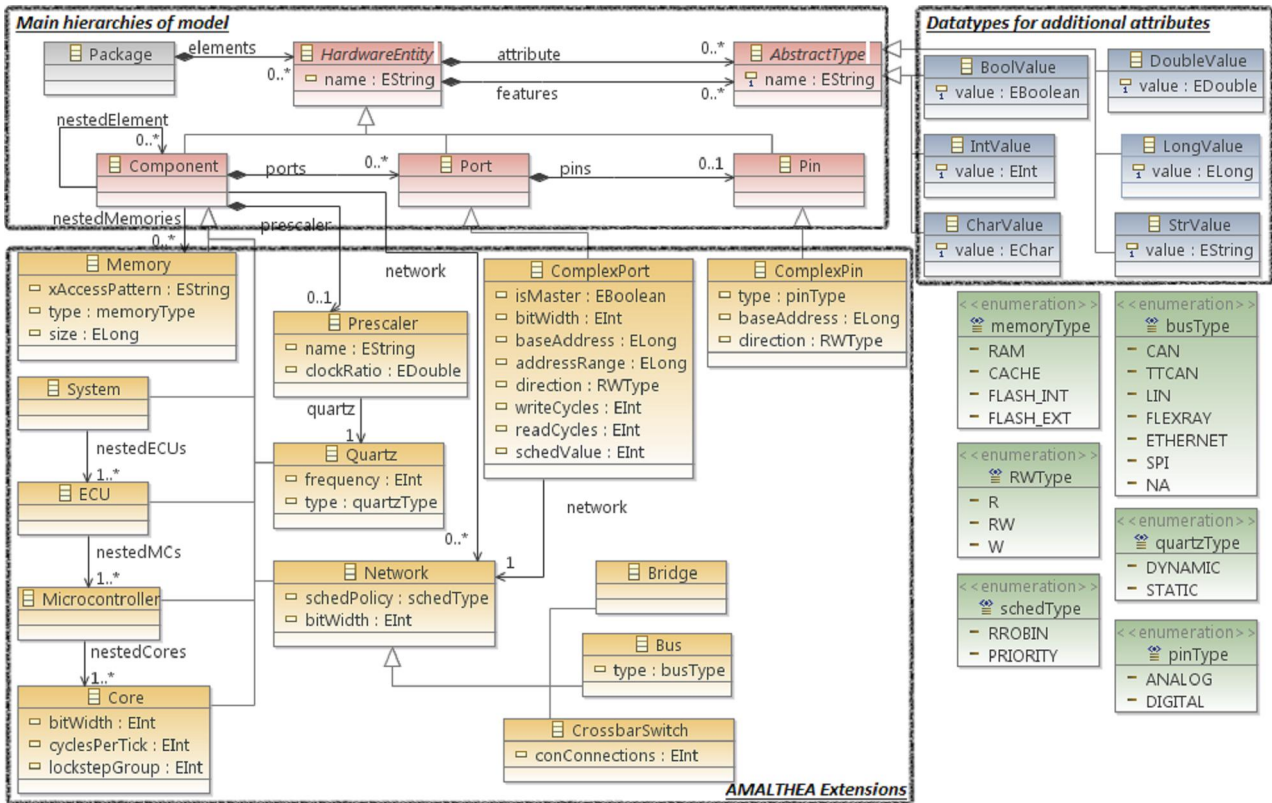 Main hierarchies of model
Package
elements
0..*
HardwareEntity
name : EString
attribute
0..*
features
0..*
AbstractType
name : EString
nestedElement
0..*
Component
ports
0..*
Port
pins
0..1
Pin
nestedMemories
0..*
prescaler
0..1
network
0..*
Datatypes for additional attributes
BoolValue
value : EBoolean
DoubleValue
value : EDouble
IntValue
value : EInt
LongValue
value : ELong
CharValue
value : EChar
StrValue
value : EString
Memory
xAccessPattern : EString
type : memoryType
size : ELong
Prescaler
name : EString
clockRatio : EDouble
quartz
1
Quartz
frequency : EInt
type : quartzType
ComplexPort
isMaster : EBoolean
bitWidth : EInt
baseAddress : ELong
addressRange : ELong
direction : RWType
writeCycles : EInt
readCycles : EInt
schedValue : EInt
network
1
ComplexPin
type : pinType
baseAddress : ELong
direction : RWType
System
nestedECUs
1..*
ECU
nestedMCs
1..*
Microcontroller
nestedCores
1..*
Core
bitWidth : EInt
cyclesPerTick : EInt
lockstepGroup : EInt
Network
schedPolicy : schedType
bitWidth : EInt
Bridge
Bus
type : busType
CrossbarSwitch
conConnections : EInt
AMALTHEA Extensions
<<enumeration>>
memoryType
RAM
CACHE
FLASH_INT
FLASH_EXT
<<enumeration>>
busType
CAN
TTCAN
LIN
FLEXRAY
ETHERNET
SPI
NA
<<enumeration>>
RWType
R
RW
W
<<enumeration>>
quartzType
DYNAMIC
STATIC
<<enumeration>>
schedType
RROBIN
PRIORITY
<<enumeration>>
pinType
ANALOG
DIGITAL